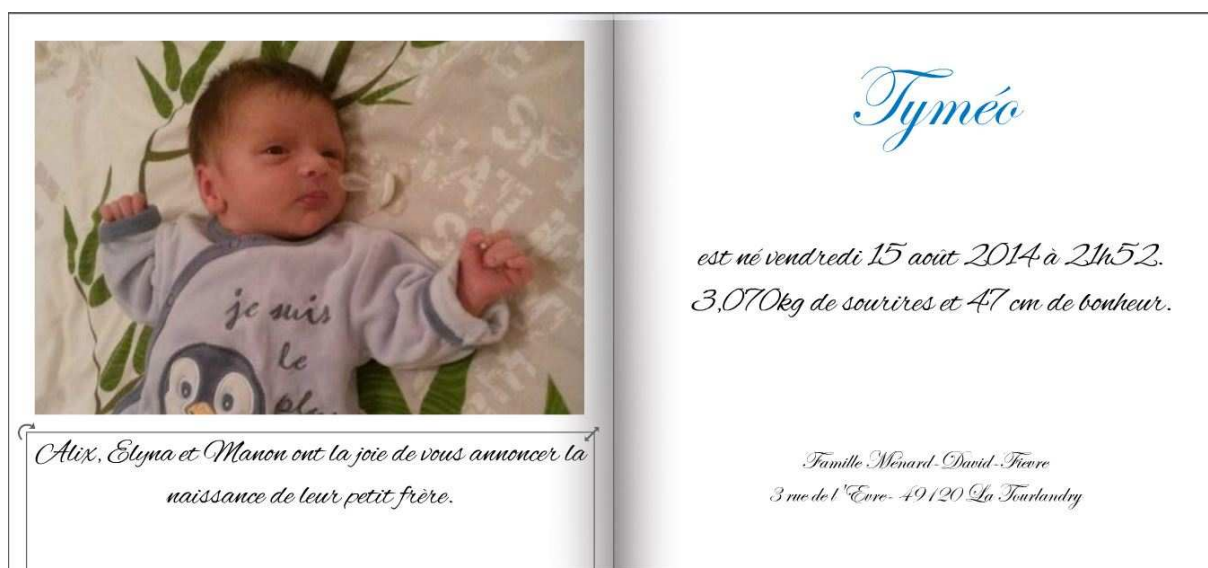 je suis
le
plu
Alix, Elyna et Manon ont la joie de vous annoncer la
naissance de leur petit frère.
Tyméo
est né vendredi 15 août 2014 à 21h52.
3,070kg de sourires et 47 cm de bonheur.
Famille Ménard-David-Fievre
3 rue de l'Evre- 49120 La Tourlandry